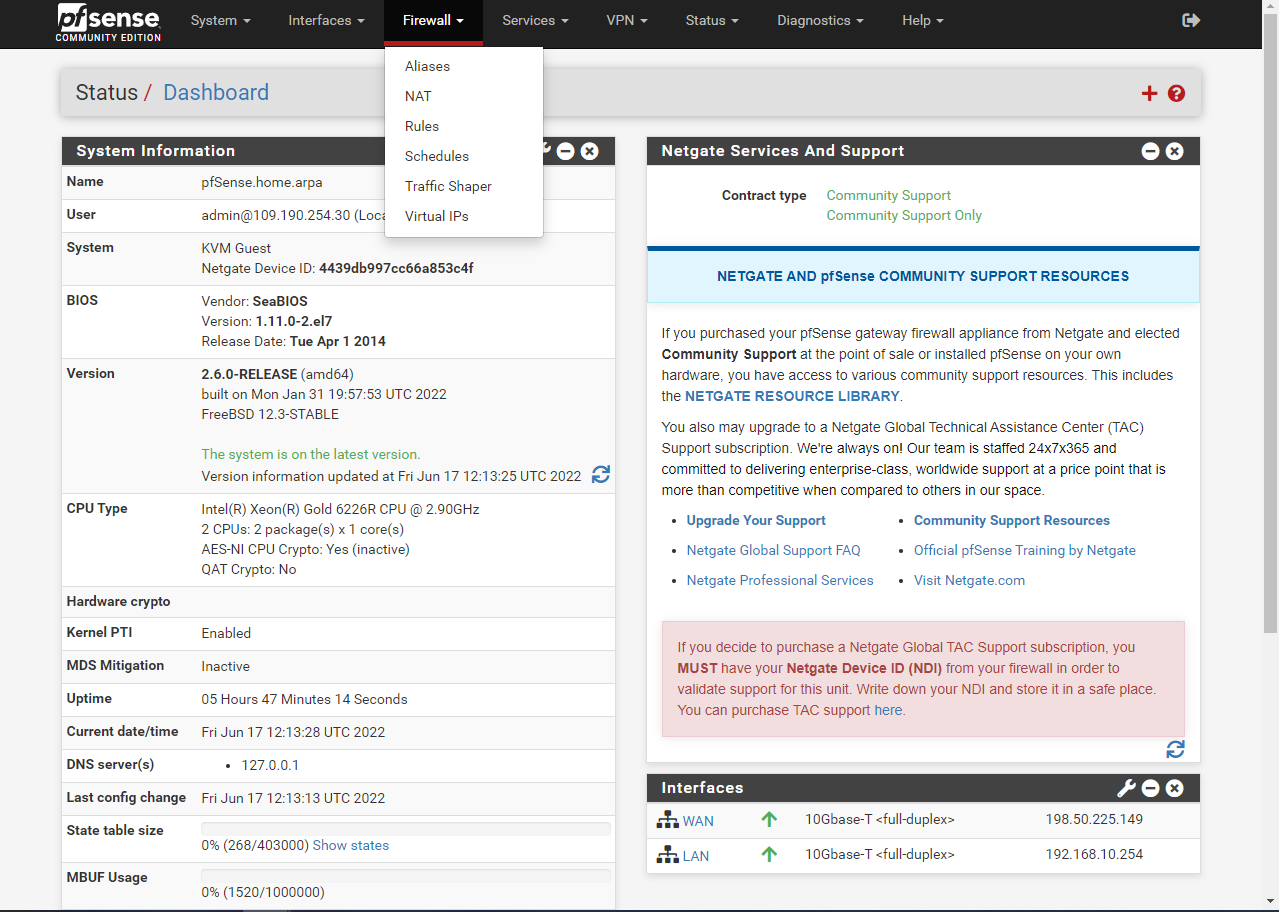 pfsense
COMMUNITY EDITION
System
Interfaces
Firewall
Services
VPN
Status
Diagnostics
Help
Aliases
NAT
Rules
Schedules
Traffic Shaper
Virtual IPs
Status / Dashboard
System Information
Name pfSense.home.arpa
User admin@109.190.254.30 (Loca
System KVM Guest
Netgate Device ID: 4439db997cc66a853c4f
BIOS Vendor: SeaBIOS
Version: 1.11.0-2.el7
Release Date: Tue Apr 1 2014
Version 2.6.0-RELEASE (amd64)
built on Mon Jan 31 19:57:53 UTC 2022
FreeBSD 12.3-STABLE
The system is on the latest version.
Version information updated at Fri Jun 17 12:13:25 UTC 2022
CPU Type Intel(R) Xeon(R) Gold 6226R CPU @ 2.90GHz
2 CPUs: 2 package(s) x 1 core(s)
AES-NI CPU Crypto: Yes (inactive)
QAT Crypto: No
Hardware crypto
Kernel PTI Enabled
MDS Mitigation Inactive
Uptime 05 Hours 47 Minutes 14 Seconds
Current date/time Fri Jun 17 12:13:28 UTC 2022
DNS server(s) • 127.0.0.1
Last config change Fri Jun 17 12:13:13 UTC 2022
State table size
0% (268/403000) Show states
MBUF Usage
0% (1520/1000000)
Netgate Services And Support
Contract type Community Support
Community Support Only
NETGATE AND pfSense COMMUNITY SUPPORT RESOURCES
If you purchased your pfSense gateway firewall appliance from Netgate and elected
Community Support at the point of sale or installed pfSense on your own
hardware, you have access to various community support resources. This includes
the NETGATE RESOURCE LIBRARY.
You also may upgrade to a Netgate Global Technical Assistance Center (TAC)
Support subscription. We're always on! Our team is staffed 24x7x365 and
committed to delivering enterprise-class, worldwide support at a price point that is
more than competitive when compared to others in our space.
• Upgrade Your Support
• Community Support Resources
• Netgate Global Support FAQ
• Official pfSense Training by Netgate
• Netgate Professional Services
• Visit Netgate.com
If you decide to purchase a Netgate Global TAC Support subscription, you
MUST have your Netgate Device ID (NDI) from your firewall in order to
validate support for this unit. Write down your NDI and store it in a safe place.
You can purchase TAC support here.
Interfaces
WAN 10Gbase-T <full-duplex> 198.50.225.149
LAN 10Gbase-T <full-duplex> 192.168.10.254